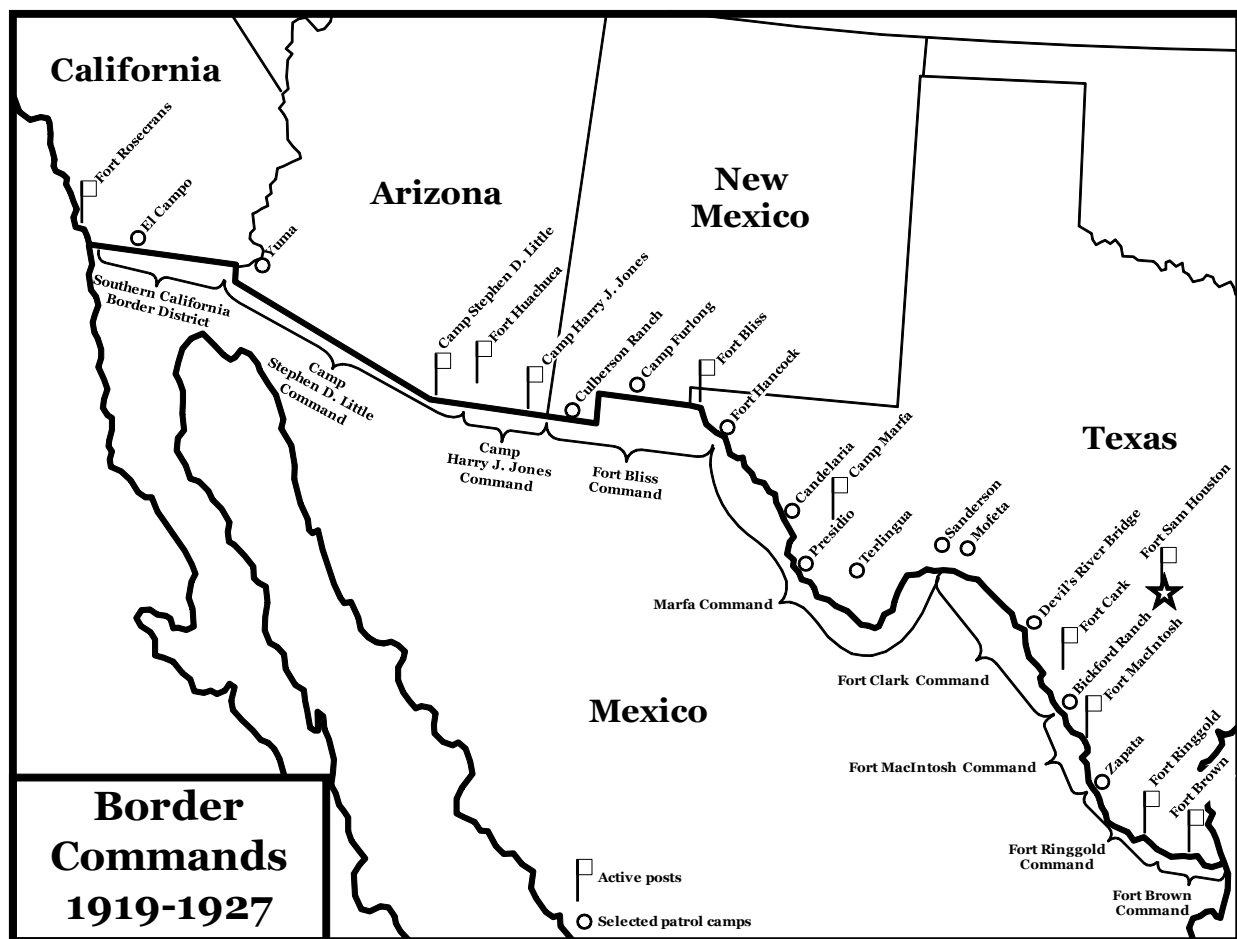 California
Fort Rosecrans
El Campo
Yuma
Arizona
New
Mexico
Camp Stephen D. Little
Fort Huachuca
Camp Harry J. Jones
Culberson Ranch
Camp Furlong
Fort Bliss
Fort Hancock
Texas
Candelaria
Camp Marfa
Presidio
Terlingua
Sanderson
Mofeta
Devil's River Bridge
Fort Sam Houston
Fort Cark
Bickford Ranch
Fort MacIntosh
Zapata
Fort Ringgold
Fort Brown
Southern California
Border District
Camp
Stephen D. Little
Command
Camp
Harry J. Jones
Command
Fort Bliss
Command
Marfa Command
Fort Clark Command
Mexico
Fort MacIntosh Command
Fort Ringgold
Command
Fort Brown
Command
Border
Commands
1919-1927
Active posts
Selected patrol camps